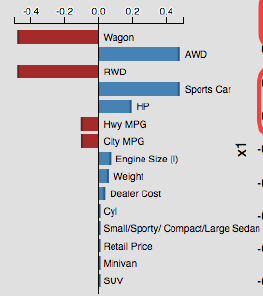 -0.4 -0.2 0.0 0.2 0.4
Wagon
AWD
RWD
Sports Car
HP
Hwy MPG
City MPG
Engine Size (l)
Weight
Dealer Cost
Cyl
Small/Sporty/ Compact/Large Sedan
Retail Price
Minivan
SUV
x1